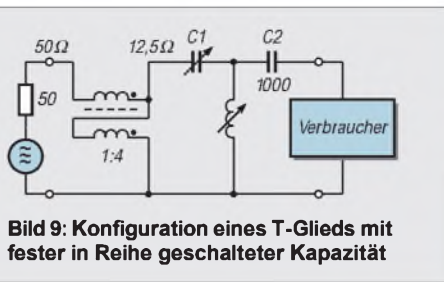 50Ω 12,5Ω C1 C2
50
1000
Verbraucher
1:4
Bild 9: Konfiguration eines T-Glieds mit
fester in Reihe geschalteter Kapazität